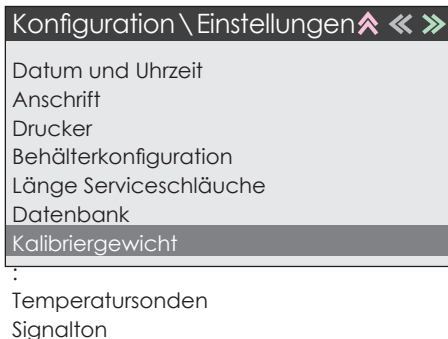 Konfiguration \ Einstellungen
Datum und Uhrzeit
Anschrift
Drucker
Behälterkonfiguration
Länge Serviceschläuche
Datenbank
Kalibriergewicht
:
Temperatursonden
Signalton